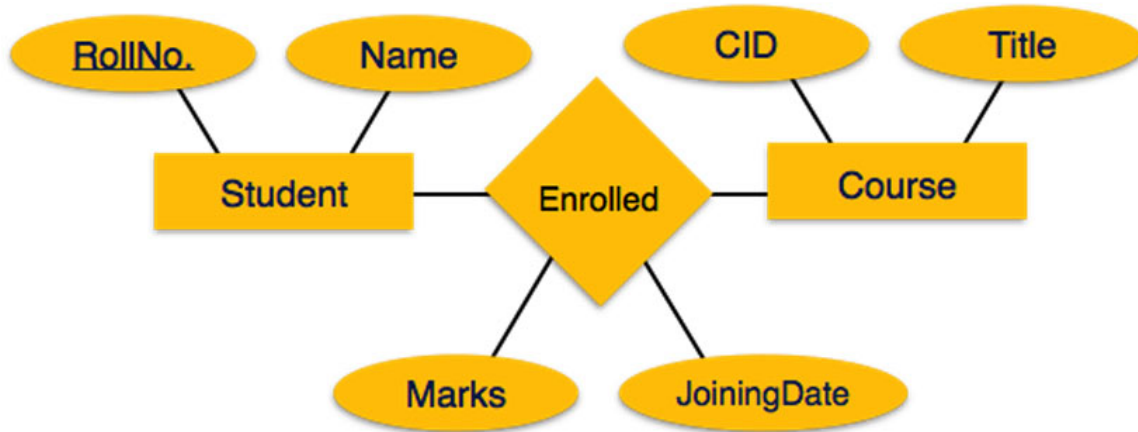 RollNo.
Name
CID
Title
Student
Enrolled
Course
Marks
JoiningDate